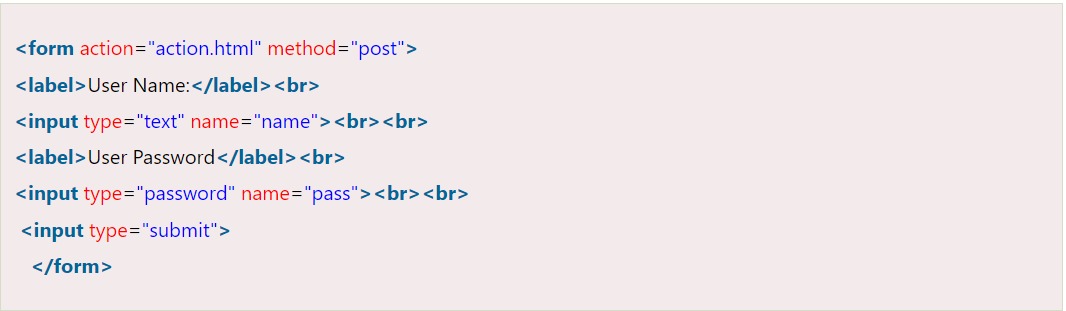 <form action="action.html" method="post">
<label>User Name:</label><br>
<input type="text" name="name"><br><br>
<label>User Password</label><br>
<input type="password" name="pass"><br><br>
<input type="submit">
</form>